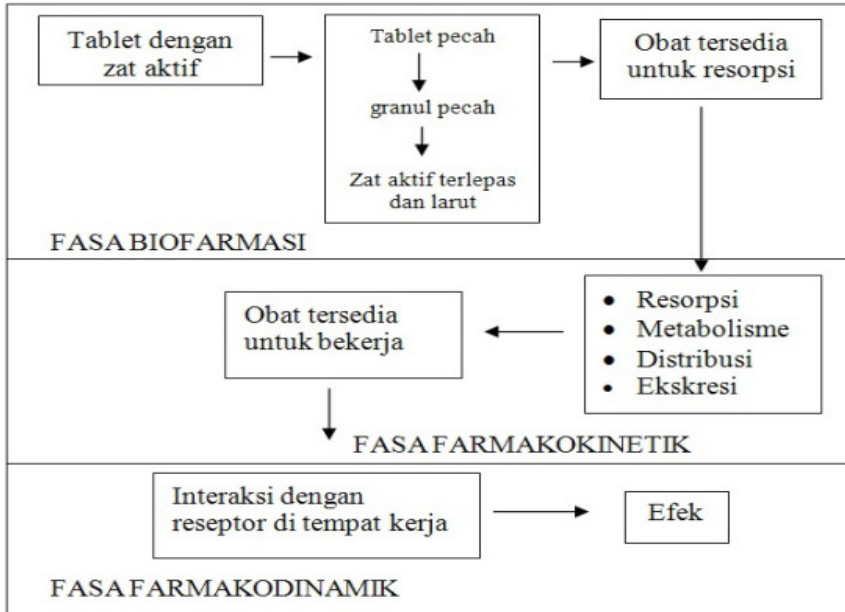 Tablet dengan
zat aktif
Tablet pecah
granul pecah
Zat aktif terlepas
dan larut
Obat tersedia
untuk resorpsi
FASA BIOFARMASI
Obat tersedia
untuk bekerja
• Resorpsi
• Metabolisme
• Distribusi
• Ekskresi
FASA FARMAKOKINETIK
Interaksi dengan
reseptor di tempat kerja
Efek
FASA FARMAKODINAMIK